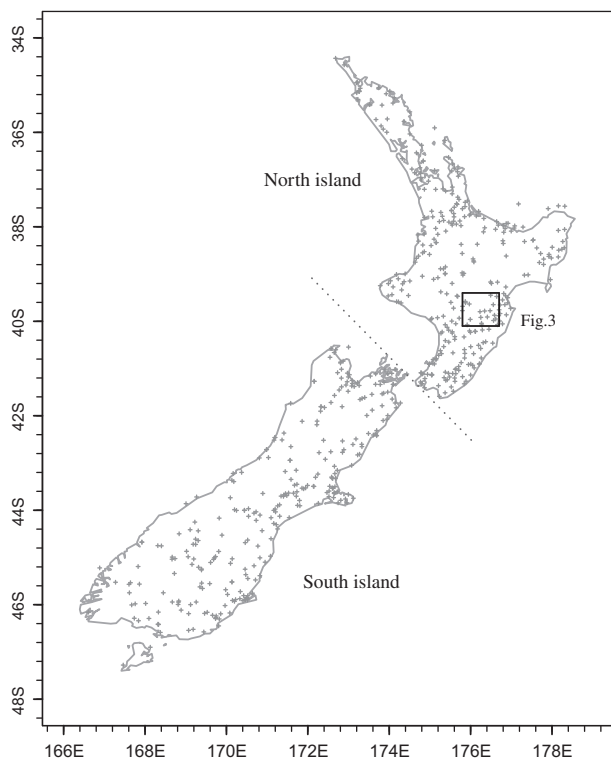 34S
36S
North island
38S
40S
Fig.3
42S
44S
South island
46S
48S
166E 168E 170E 172E 174E 176E 178E